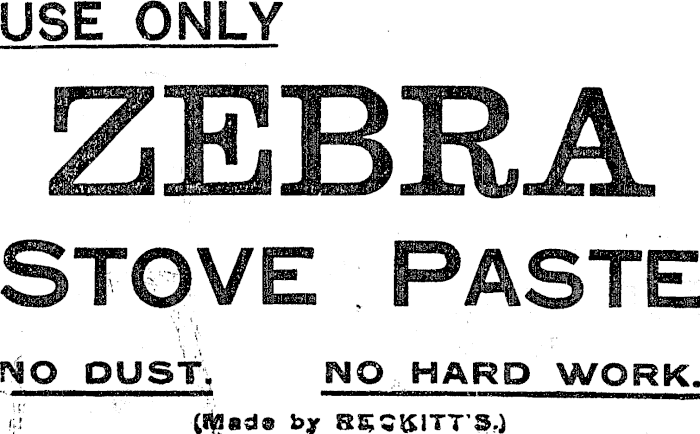 USE ONLY
ZEBRA
STOVE PASTE
NO DUST. NO HARD WORK.
(Made by RECKITT'S.)